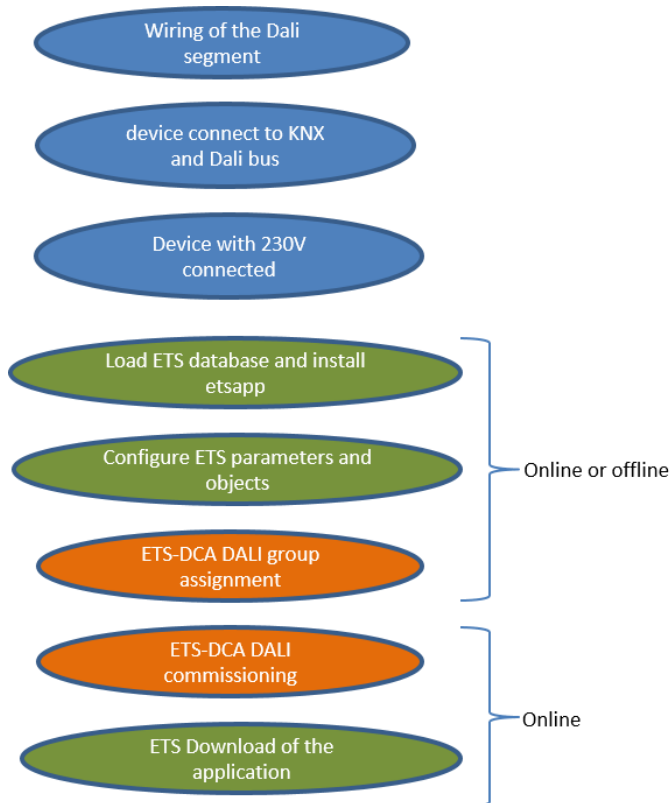 Wiring of the Dali
segment
device connect to KNX
and Dali bus
Device with 230V
connected
Load ETS database and install
etsapp
Configure ETS parameters and
objects
Online or offline
ETS-DCA DALI group
assignment
ETS-DCA DALI
commissioning
Online
ETS Download of the
application